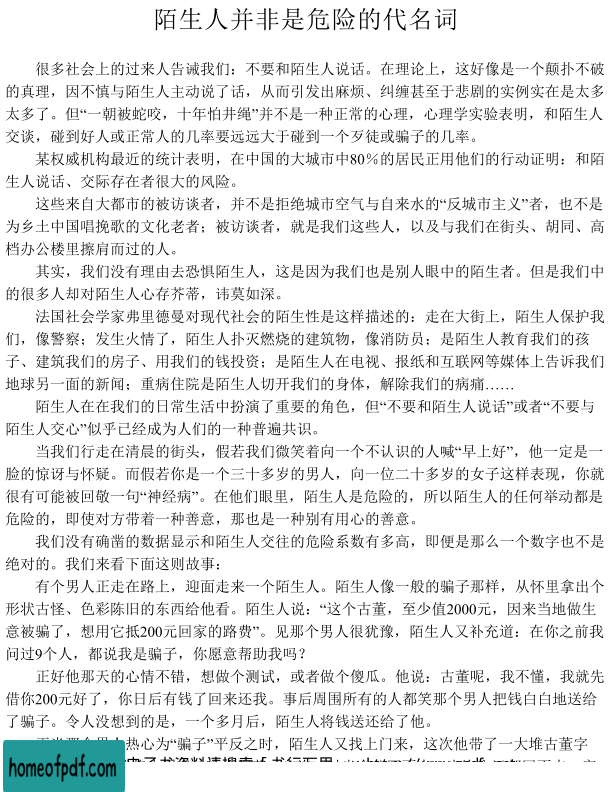 陌生人并非是危险的代名词
很多社会上的过来人告诫我们：不要和陌生人说话。在理论上，这好像是一个颠扑不破
的真理，因不慎与陌生人主动说了话，从而引发出麻烦、纠缠甚至于悲剧的实例实在是太多
太多了。但“一朝被蛇咬，十年怕井绳”并不是一种正常的心理，心理学实验表明，和陌生人
交谈，碰到好人或正常人的几率要远远大于碰到一个歹徒或骗子的几率。
某权威机构最近的统计表明，在中国的大城市中80%的居民正用他们的行动证明：和陌
生人说话、交际存在者很大的风险。
这些来自大都市的被访谈者，并不是拒绝城市空气与自来水的“反城市主义”者，也不是
为乡土中国唱挽歌的文化老者；被访谈者，就是我们这些人，以及与我们在街头、胡同、高
档办公楼里擦肩而过的人。
其实，我们没有理由去恐惧陌生人，这是因为我们也是别人眼中的陌生者。但是我们中
的很多人却对陌生人心存芥蒂，讳莫如深。
法国社会学家弗里德曼对现代社会的陌生性是这样描述的：走在大街上，陌生人保护我
们，像警察；发生火情了，陌生人扑灭燃烧的建筑物，像消防员；是陌生人教育我们的孩
子、建筑我们的房子、用我们的钱投资；是陌生人在电视、报纸和互联网等媒体上告诉我们
地球另一面的新闻；重病住院是陌生人切开我们的身体，解除我们的病痛……
陌生人在在我们的日常生活中扮演了重要的角色，但“不要和陌生人说话”或者“不要与
陌生人交心”似乎已经成为人们的一种普遍共识。
当我们行走在清晨的街头，假若我们微笑着向一个不认识的人喊“早上好”，他一定是一
脸的惊讶与怀疑。而假若你是一个三十多岁的男人，向一位二十多岁的女子这样表现，你就
很有可能被回敬一句“神经病”。在他们眼里，陌生人是危险的，所以陌生人的任何举动都是
危险的，即使对方带着一种善意，那也是一种别有用心的善意。
我们没有确凿的数据显示和陌生人交往的危险系数有多高，即便是那么一个数字也不是
绝对的。我们来看下面这则故事：
有个男人正走在路上，迎面走来一个陌生人。陌生人像一般的骗子那样，从怀里拿出个
形状古怪、色彩陈旧的东西给他看。陌生人说：“这个古董，至少值2000元，因来当地做生
意被骗了，想用它抵200元回家的路费”。见那个男人很犹豫，陌生人又补充道：在你之前我
问过9个人，都说我是骗子，你愿意帮助我吗？
正好他那天的心情不错，想做个测试，或者做个傻瓜。他说：古董呢，我不懂，我就先
借你200元好了，你日后有钱了回来还我。事后周围所有的人都笑那个男人把钱白白地送给
了骗子。令人没想到的是，一个多月后，陌生人将钱送还给了他。
热心为“骗子”平反之时，陌生人又找上门来，这次他带了一大堆古董字
homeofpdf.com